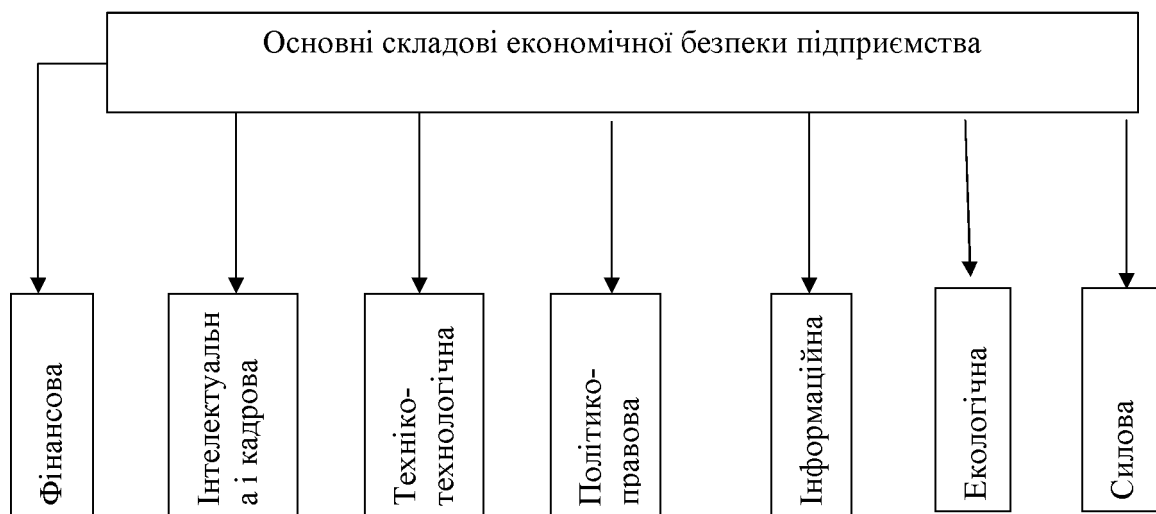 Основні складові економічної безпеки підприємства
Фінансова
Інтелектуальн
а і кадрова
Техніко-
технологічна
Політико-
правова
Інформаційна
Екологічна
Силова